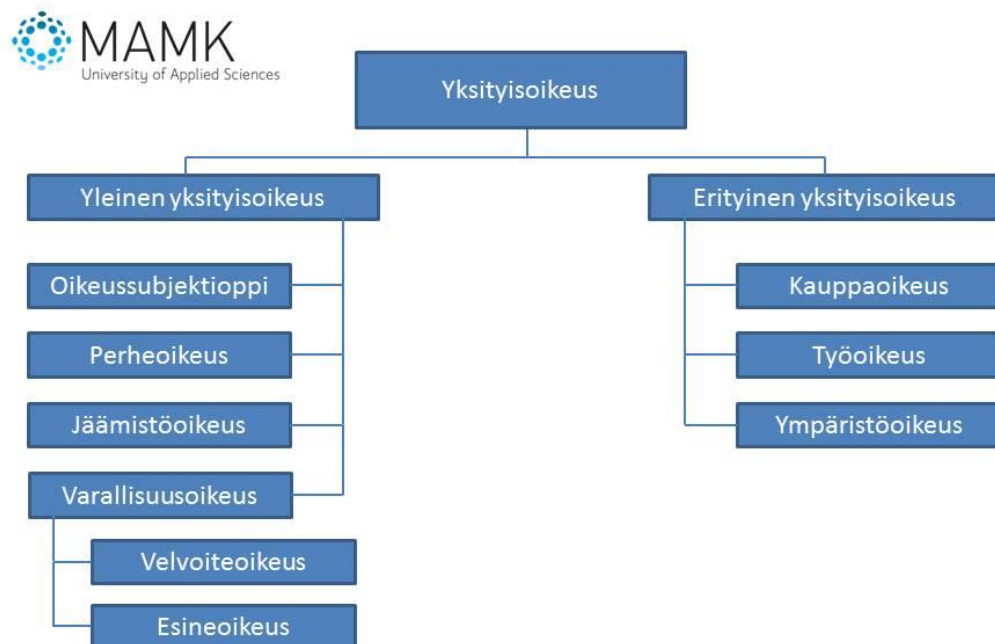 MAMK
University of Applied Sciences
Yksityisoikeus
Yleinen yksityisoikeus
Oikeussubjektioppi
Perheoikeus
Jäämistöoikeus
Varallisuusoikeus
Velvoiteoikeus
Esineoikeus
Erityinen yksityisoikeus
Kauppaoikeus
Työoikeus
Ympäristöoikeus